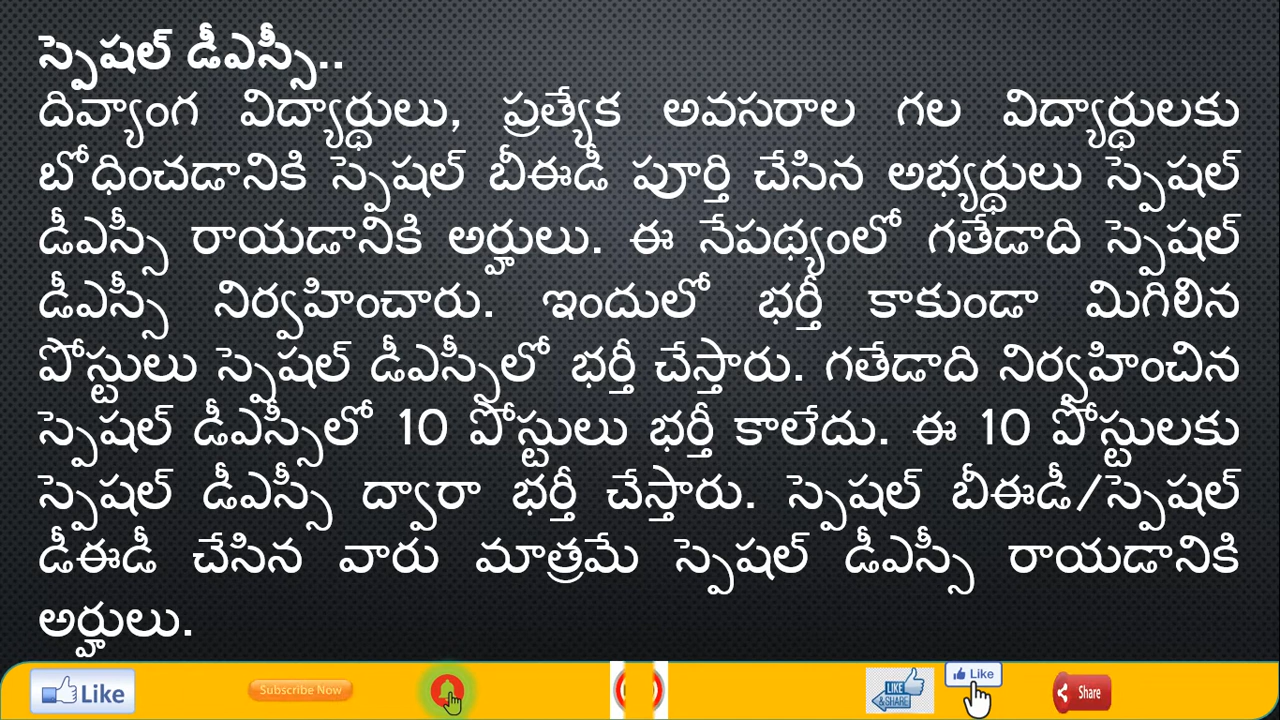 స్పెషల్ డీఎస్సీ..
దివ్యాంగ విద్యార్థులు, ప్రత్యేక అవసరాల గల విద్యార్థులకు
బోధించడానికి స్పెషల్ బీఈడీ పూర్తి చేసిన అభ్యర్థులు స్పెషల్
డీఎస్సీ రాయడానికి అర్హులు. ఈ నేపథ్యంలో గతేడాది స్పెషల్
డీఎస్సీ నిర్వహించారు. ఇందులో భర్తీ కాకుండా మిగిలిన
పోస్టులు స్పెషల్ డీఎస్సీలో భర్తీ చేస్తారు. గతేడాది నిర్వహించిన
స్పెషల్ డీఎస్సీలో 10 పోస్టులు భర్తీ కాలేదు. ఈ 10 పోస్టులకు
స్పెషల్ డీఎస్సీ ద్వారా భర్తీ చేస్తారు. స్పెషల్ బీఈడీ/స్పెషల్
డీఈడీ చేసిన వారు మాత్రమే స్పెషల్ డీఎస్సీ రాయడానికి
అర్హులు.
Like
Subscribe Now
LIKE
&SHARE
Like
Share